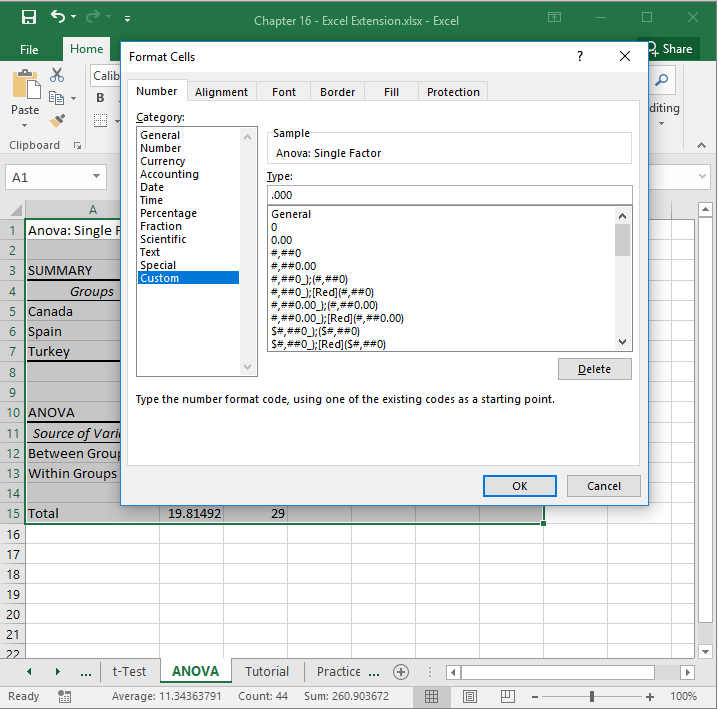 Chapter 16 - Excel Extension.xlsx - Excel
File
Home
Share
Format Cells
?
Calib
B
Paste
Clipboard
diting
Number
Alignment
Font
Border
Fill
Protection
Category:
General
Number
Currency
Accounting
Date
Time
Percentage
Fraction
Scientific
Text
Special
Custom
Sample
Anova: Single Factor
Type:
.000
General
0
0.00
#,##0
#,##0.00
#,##0_);(#,##0)
#,##0_);[Red](#,##0)
#,##0.00_);(#,##0.00)
#,##0.00_);[Red](#,##0.00)
$#,##0_);($#,##0)
$#,##0_);[Red]($#,##0)
Delete
Type the number format code, using one of the existing codes as a starting point.
OK
Cancel
A1
A
1 Anova: Single F
2
3 SUMMARY
4 Groups
5 Canada
6 Spain
7 Turkey
8
9
10 ANOVA
11 Source of Varia
12 Between Group
13 Within Groups
14
15 Total 19.81492 29
16
17
18
19
20
21
22
... t-Test ANOVA Tutorial Practice ...
Ready Average: 11.34363791 Count: 44 Sum: 260.903672 100%